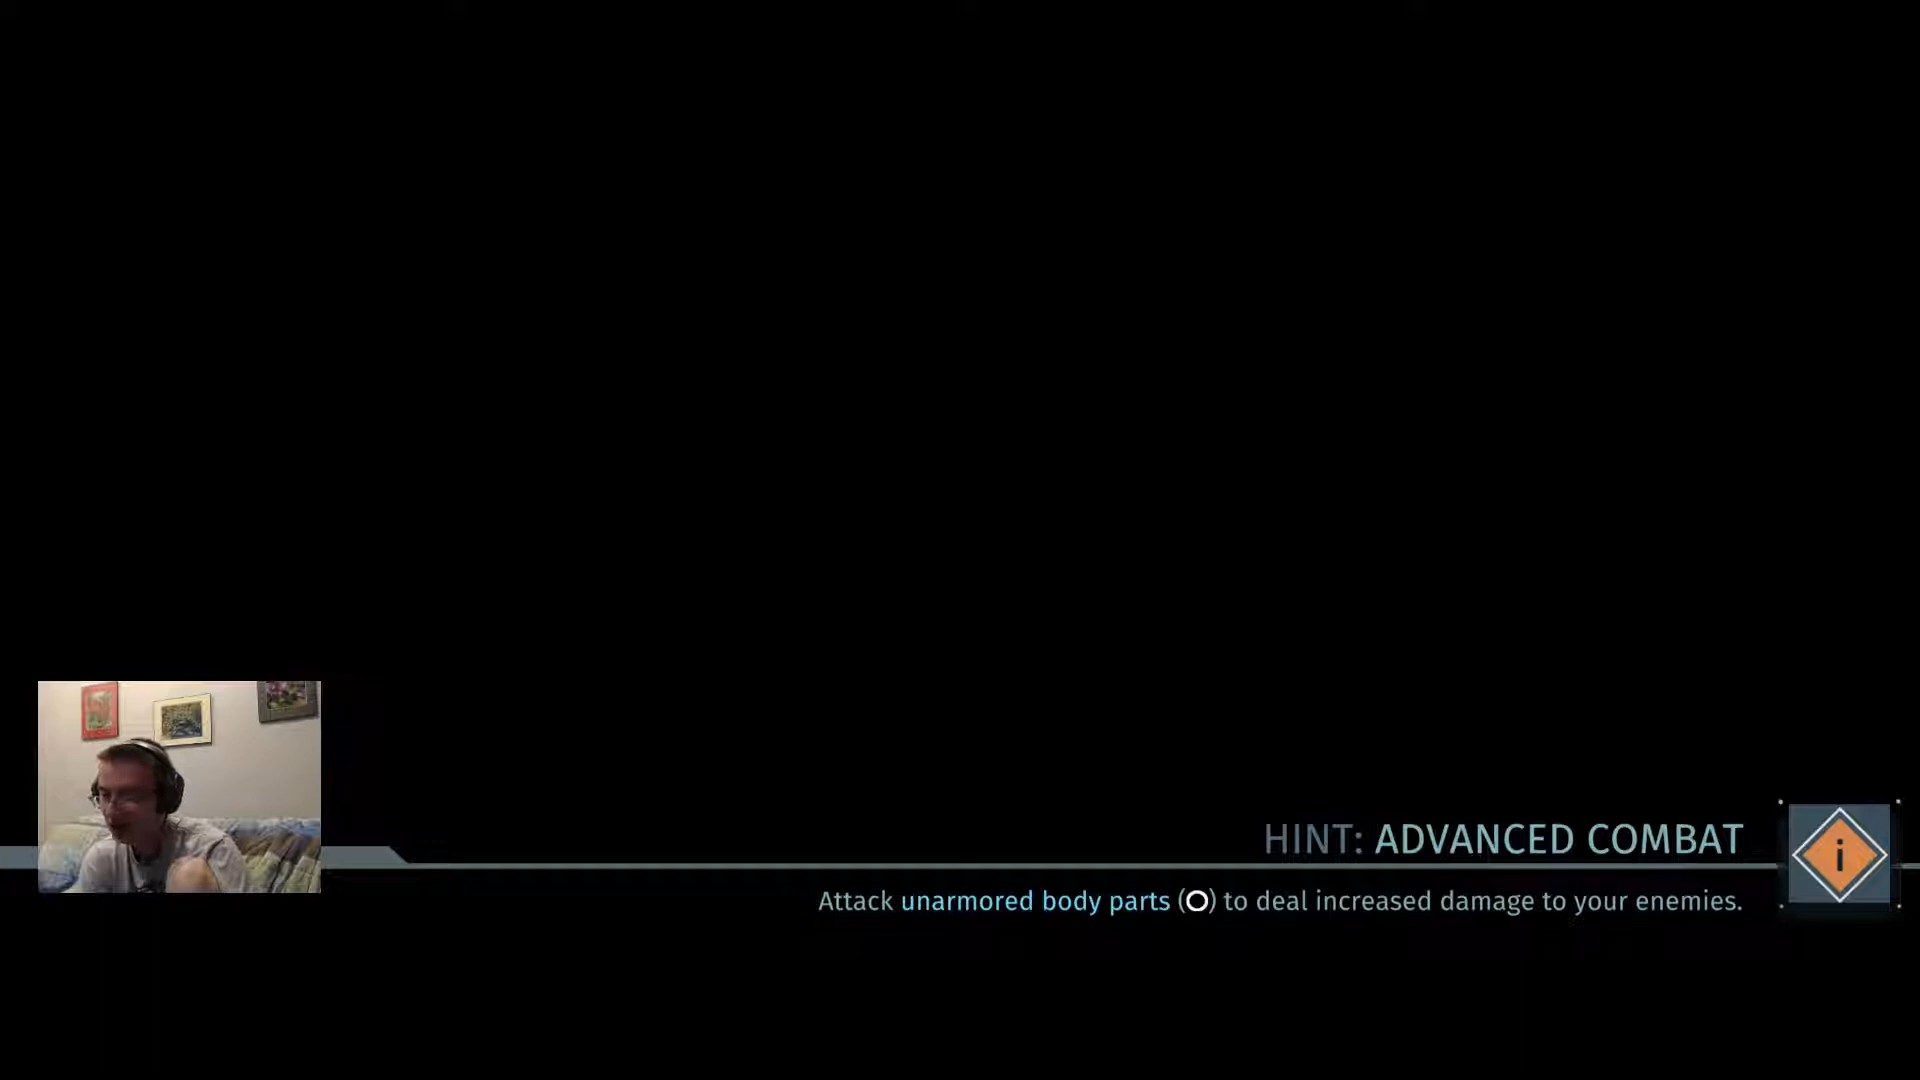 HINT: ADVANCED COMBAT
Attack unarmored body parts (O) to deal increased damage to your enemies.